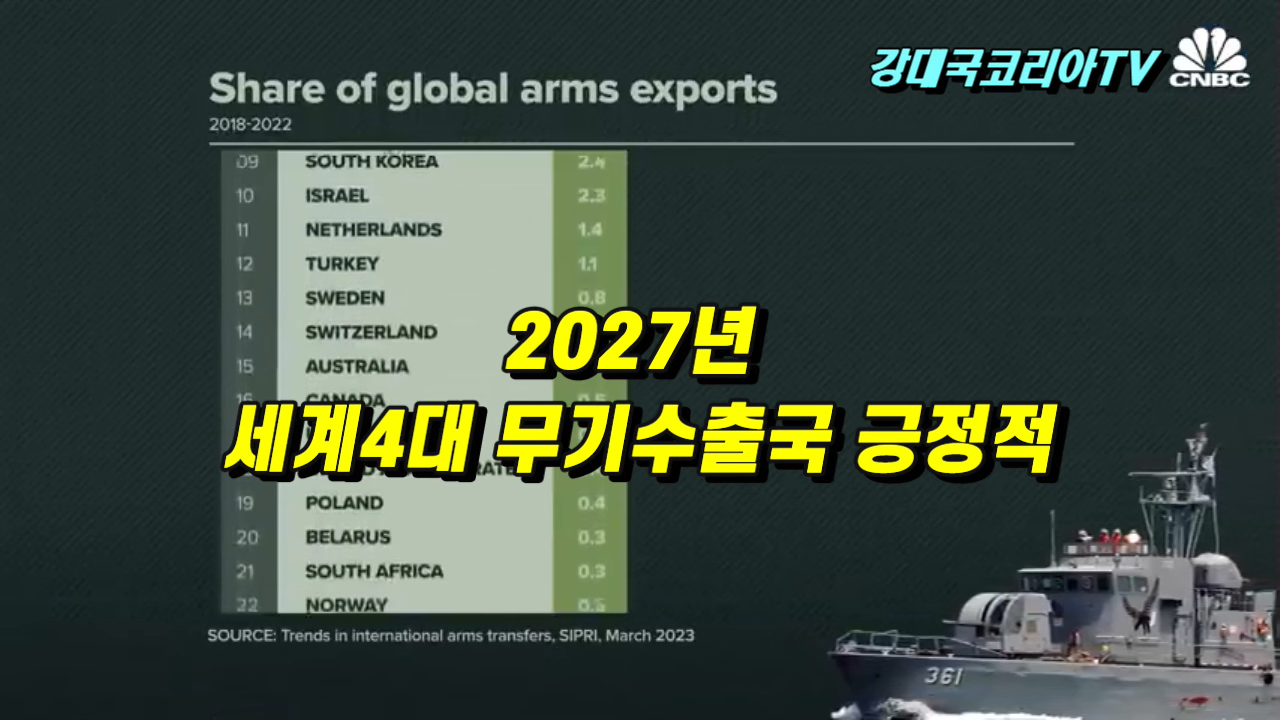 강대국코리아TV
CNBC
Share of global arms exports
2018-2022
09 SOUTH KOREA 2.4
10 ISRAEL 2.3
11 NETHERLANDS 1.4
12 TURKEY 1.1
13 SWEDEN 0.8
14 SWITZERLAND
15 AUSTRALIA
2027년
16 CANADA
세계4대 무기수출국 긍정적
19 POLAND 0.4
20 BELARUS 0.3
21 SOUTH AFRICA 0.3
22 NORWAY
SOURCE: Trends in international arms transfers, SIPRI, March 2023
361